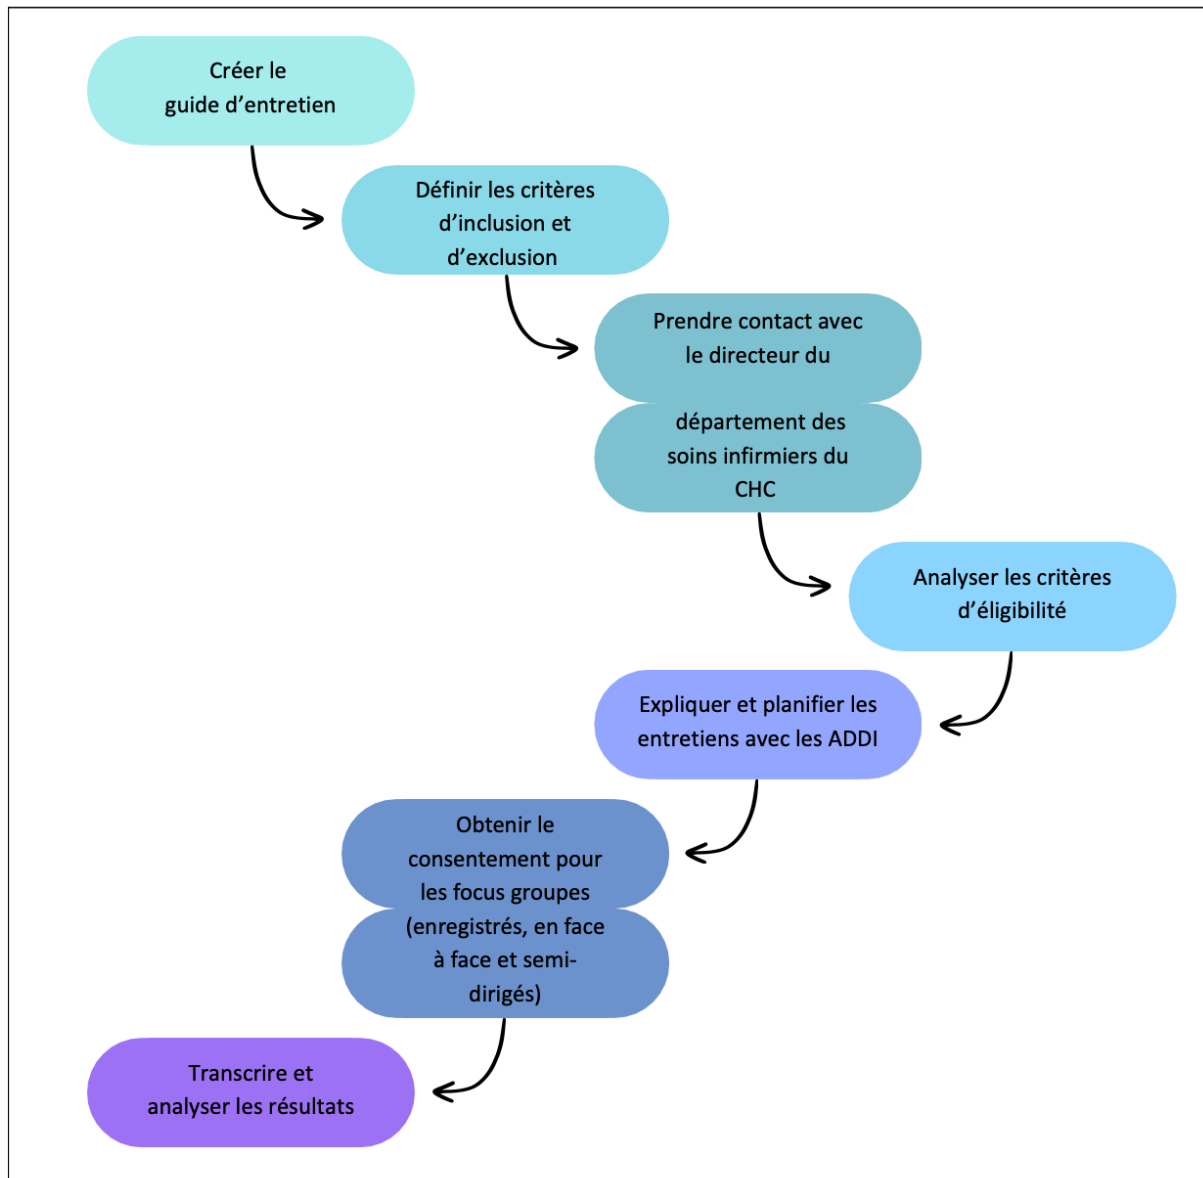 Créer le
guide d’entretien
Définir les critères
d’inclusion et
d’exclusion
Prendre contact avec
le directeur du
département des
soins infirmiers du
CHC
Analyser les critères
d’éligibilité
Expliquer et planifier les
entretiens avec les ADDI
Obtenir le
consentement pour
les focus groupes
(enregistrés, en face
à face et semi-
dirigés)
Transcrire et
analyser les résultats